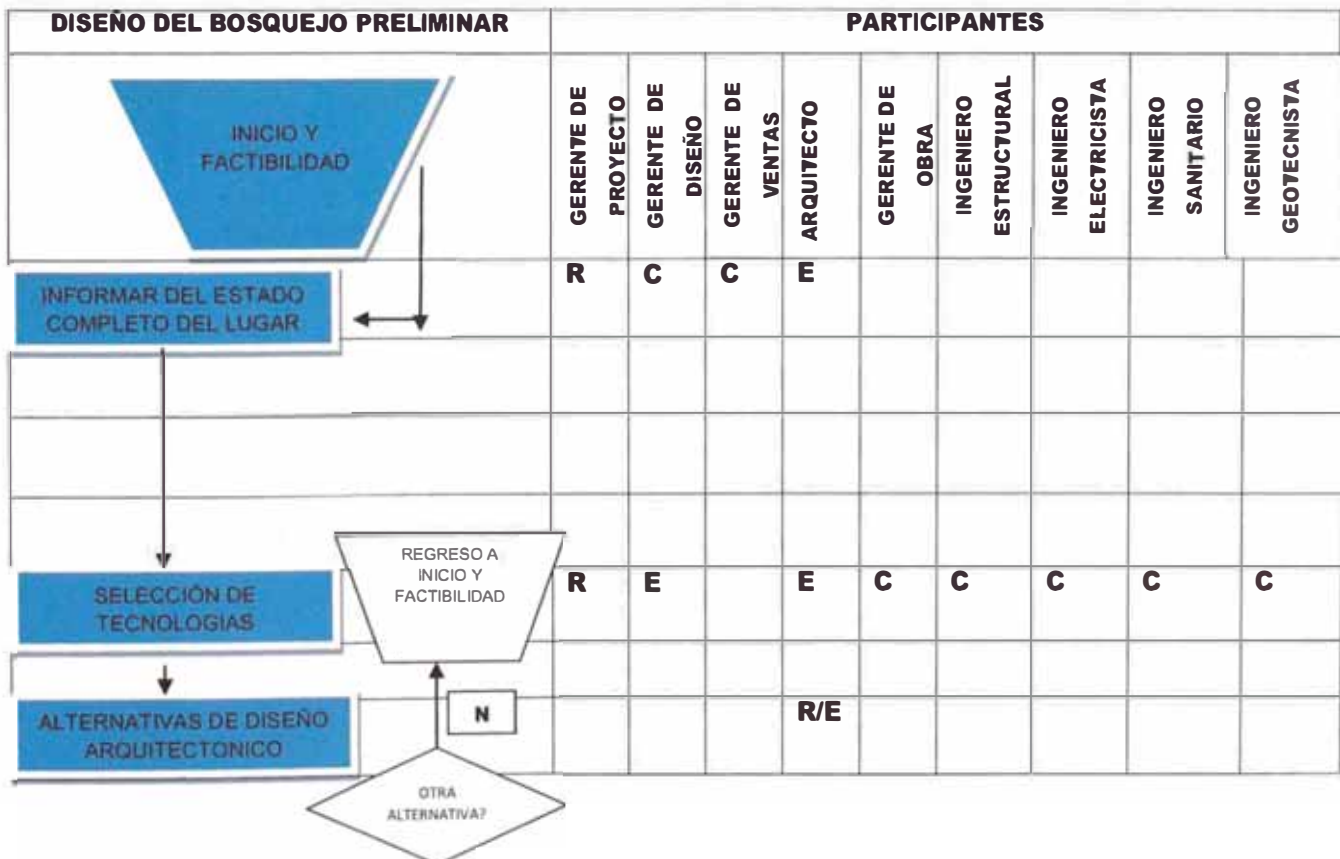 DISEÑO DEL BOSQUEJO PRELIMINAR
PARTICIPANTES
INICIO Y
FACTIBILIDAD
GERENTE DE
PROYECTO
GERENTE DE
DISEÑO
GERENTE DE
VENTAS
ARQUITECTO
GERENTE DE
OBRA
INGENIERO
ESTRUCTURAL
INGENIERO
ELECTRICISTA
INGENIERO
SANITARIO
INGENIERO
GEOTECNISTA
INFORMAR DEL ESTADO
COMPLETO DEL LUGAR
R C C E
REGRESO A
INICIO Y
FACTIBILIDAD
SELECCIÓN DE
TECNOLOGIAS
R E E C C C C C
ALTERNATIVAS DE DISEÑO
ARQUITECTONICO
N
R/E
OTRA
ALTERNATIVA?